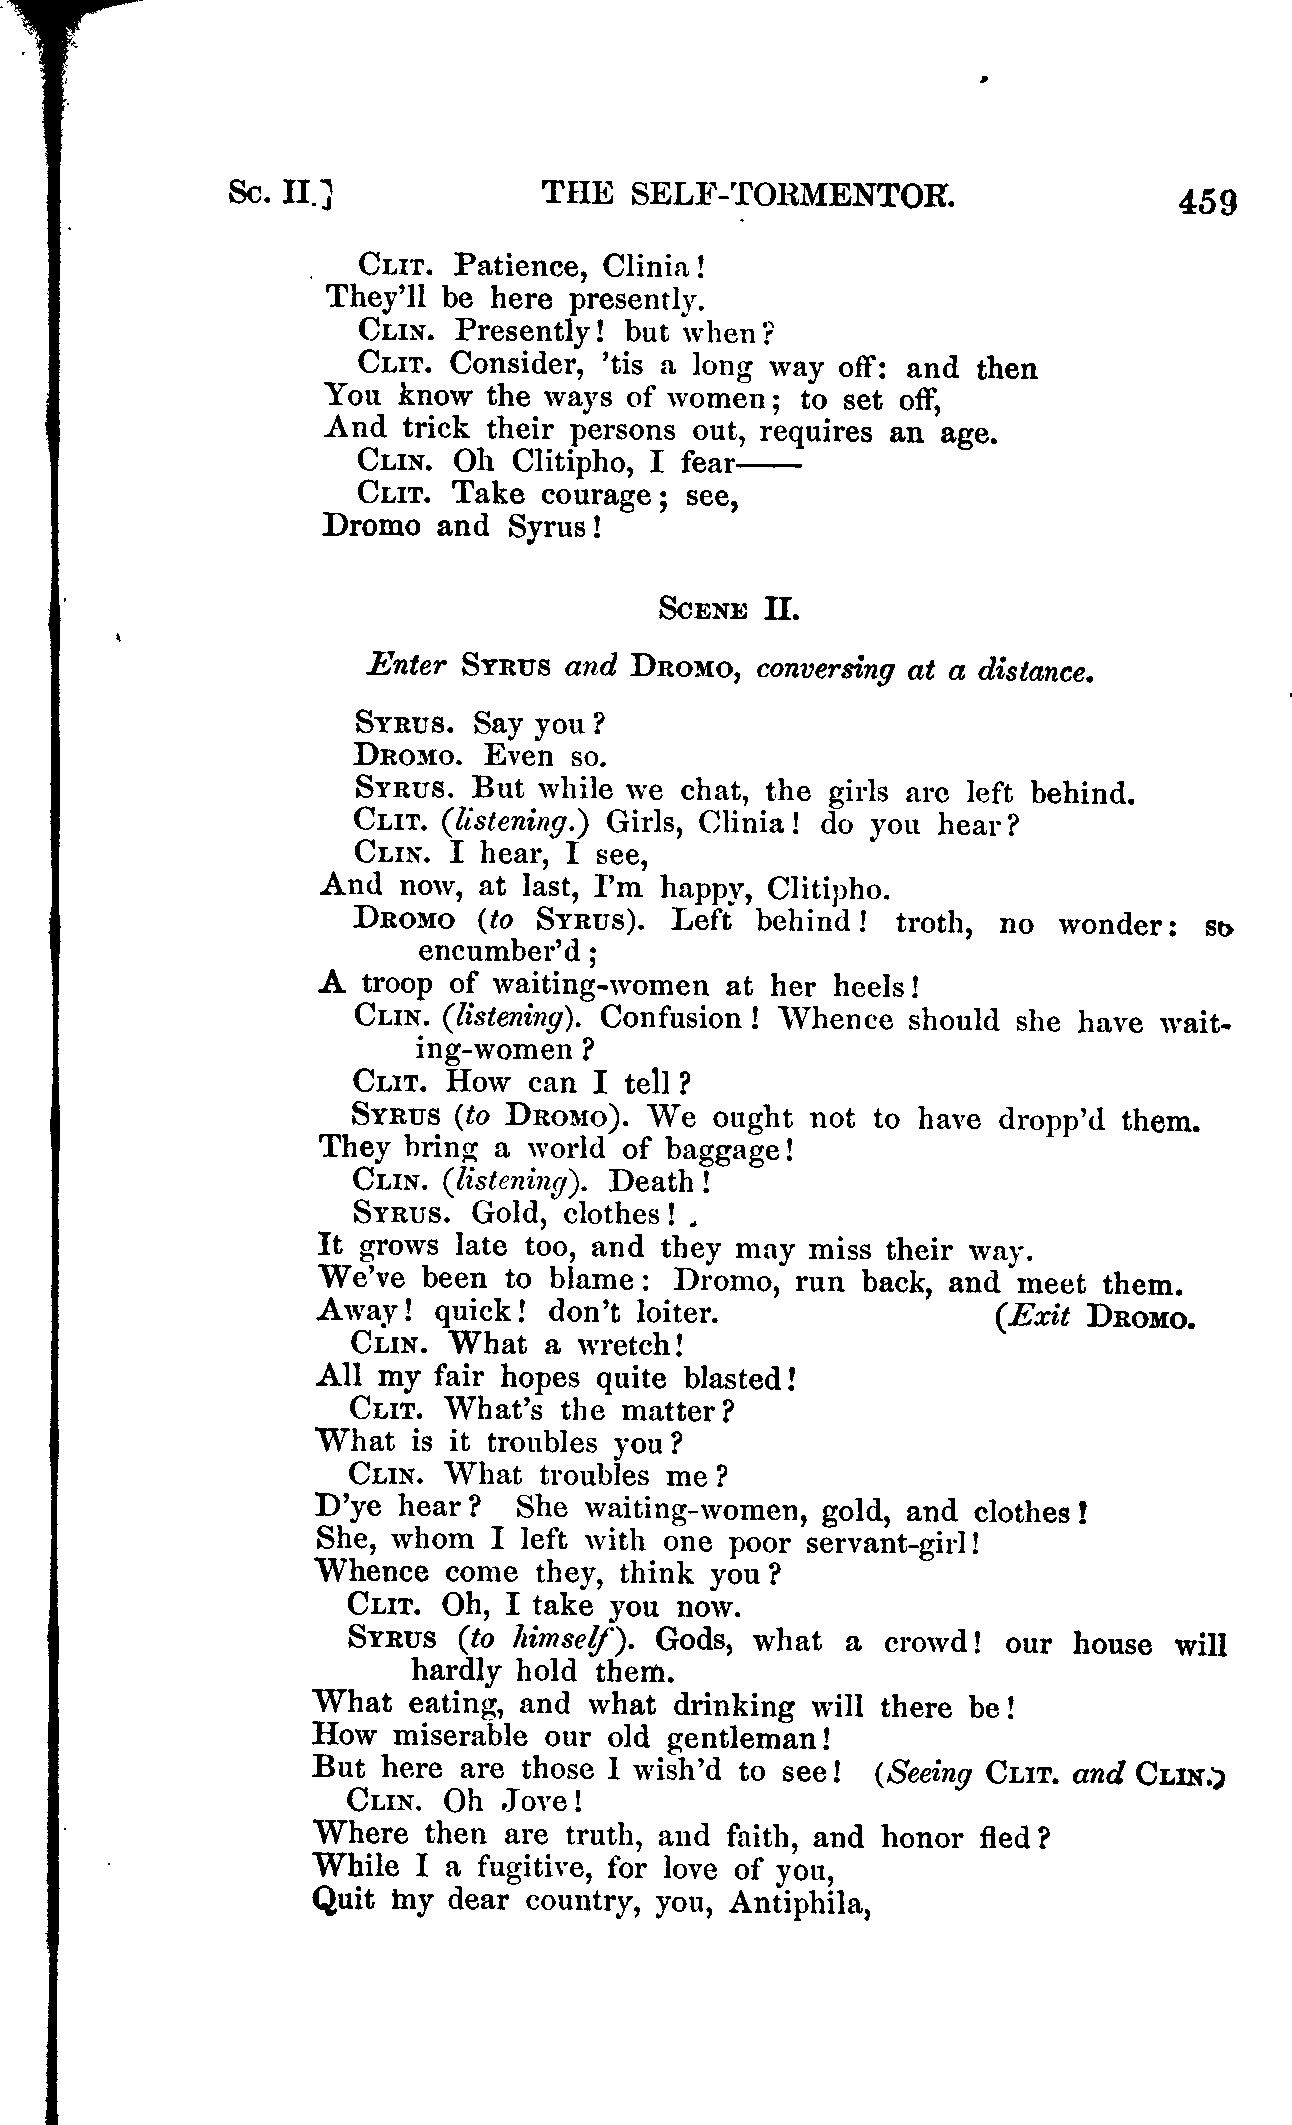 Sc. II.] THE SELF-TORMENTOR. 459
CLIT. Patience, Clinia!
They'll be here presently.
CLIN. Presently! but when?
CLIT. Consider, 'tis a long way off: and then
You know the ways of women; to set off,
And trick their persons out, requires an age.
CLIN. Oh Clitipho, I fear——
CLIT. Take courage; see,
Dromo and Syrus!
SCENE II.
Enter SYRUS and DROMO, conversing at a distance.
SYRUS. Say you?
DROMO. Even so.
SYRUS. But while we chat, the girls are left behind.
CLIT. (listening.) Girls, Clinia! do you hear?
CLIN. I hear, I see,
And now, at last, I'm happy, Clitipho.
DROMO (to SYRUS). Left behind! troth, no wonder: so
encumber'd;
A troop of waiting-women at her heels!
CLIN. (listening). Confusion! Whence should she have wait-
ing-women?
CLIT. How can I tell?
SYRUS (to DROMO). We ought not to have dropp'd them.
They bring a world of baggage!
CLIN. (listening). Death!
SYRUS. Gold, clothes!
It grows late too, and they may miss their way.
We've been to blame: Dromo, run back, and meet them.
Away! quick! don't loiter. (Exit DROMO.
CLIN. What a wretch!
All my fair hopes quite blasted!
CLIT. What's the matter?
What is it troubles you?
CLIN. What troubles me?
D'ye hear? She waiting-women, gold, and clothes!
She, whom I left with one poor servant-girl!
Whence come they, think you?
CLIT. Oh, I take you now.
SYRUS (to himself). Gods, what a crowd! our house will
hardly hold them.
What eating, and what drinking will there be!
How miserable our old gentleman!
But here are those I wish'd to see! (Seeing CLIT. and CLIN.)
CLIN. Oh Jove!
Where then are truth, and faith, and honor fled?
While I a fugitive, for love of you,
Quit my dear country, you, Antiphila,